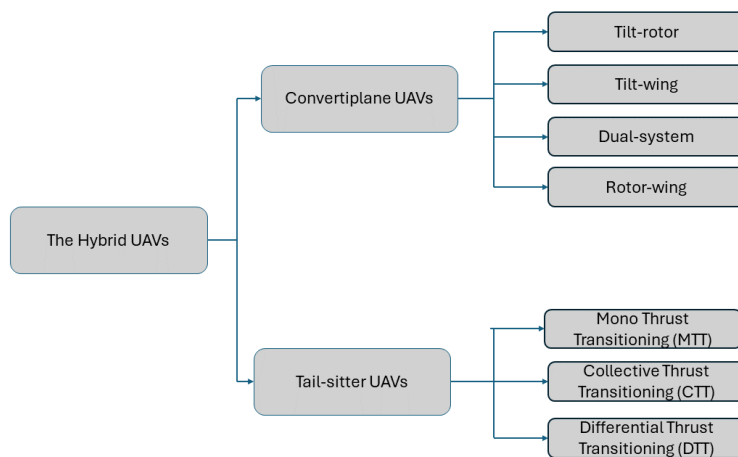 Tilt-rotor
Convertiplane UAVs
Tilt-wing
Dual-system
Rotor-wing
The Hybrid UAVs
Mono Thrust
Transitioning (MTT)
Tail-sitter UAVs
Collective Thrust
Transitioning (CTT)
Differential Thrust
Transitioning (DTT)